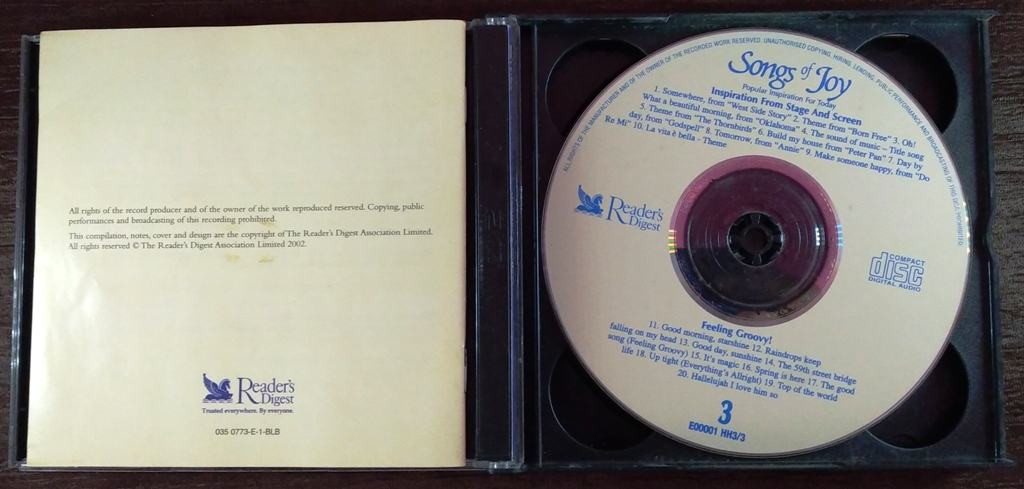 All rights of the record producer and of the owner of the work reproduced reserved. Copying, public
performances and broadcasting of this recording prohibited.
This compilation, notes, cover and design are the copyright of The Reader's Digest Association Limited.
All rights reserved © The Reader's Digest Association Limited 2002.
Reader's
Digest
Trusted everywhere. By everyone.
035 0773-E-1-BLB
ALL RIGHTS OF THE MANUFACTURER AND OF THE OWNER OF THE RECORDED WORK RESERVED. UNAUTHORISED COPYING, HIRING, LENDING, PUBLIC PERFORMANCE AND BROADCASTING OF THIS DISC PROHIBITED.
Songs of Joy
Popular Inspiration For Today
Inspiration From Stage And Screen
1. Somewhere, from "West Side Story" 2. Theme from "Born Free" 3. Oh!
What a beautiful morning, from "Oklahoma" 4. The sound of music – Title song
5. Theme from "The Thornbirds" 6. Build my house from "Peter Pan" 7. Day by
day, from "Godspell" 8. Tomorrow, from "Annie" 9. Make someone happy, from "Do
Re Mi" 10. La vita è bella - Theme
Reader's
Digest
COMPACT
disc
DIGITAL AUDIO
Feeling Groovy!
11. Good morning, starshine 12. Raindrops keep
falling on my head 13. Good day, sunshine 14. The 59th street bridge
song (Feeling Groovy) 15. It's magic 16. Spring is here 17. The good
life 18. Up tight (Everything's Allright) 19. Top of the world
20. Hallelujah I love him so
3
E00001 HH3/3